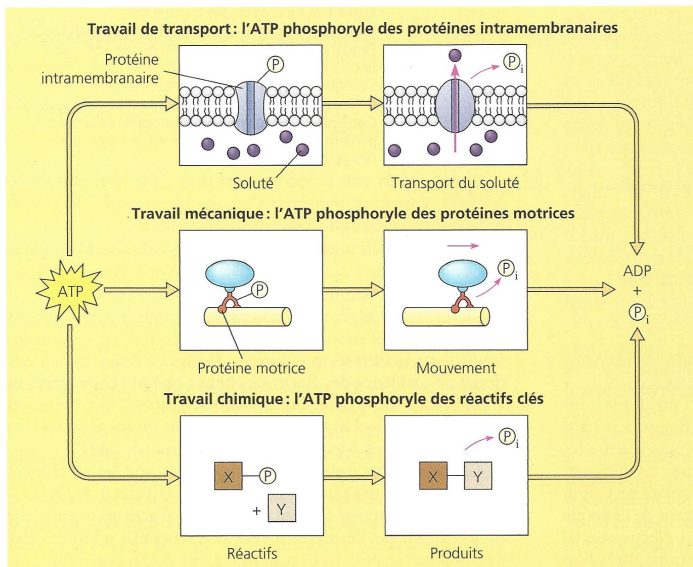 Travail de transport : l'ATP phosphoryle des protéines intramembranaires
Protéine
intramembranaire
P
P i
Soluté
Transport du soluté
Travail mécanique : l'ATP phosphoryle des protéines motrices
ATP
P
P i
ADP
+
P i
Protéine motrice
Mouvement
Travail chimique : l'ATP phosphoryle des réactifs clés
P i
X P
+ Y
X Y
Réactifs
Produits